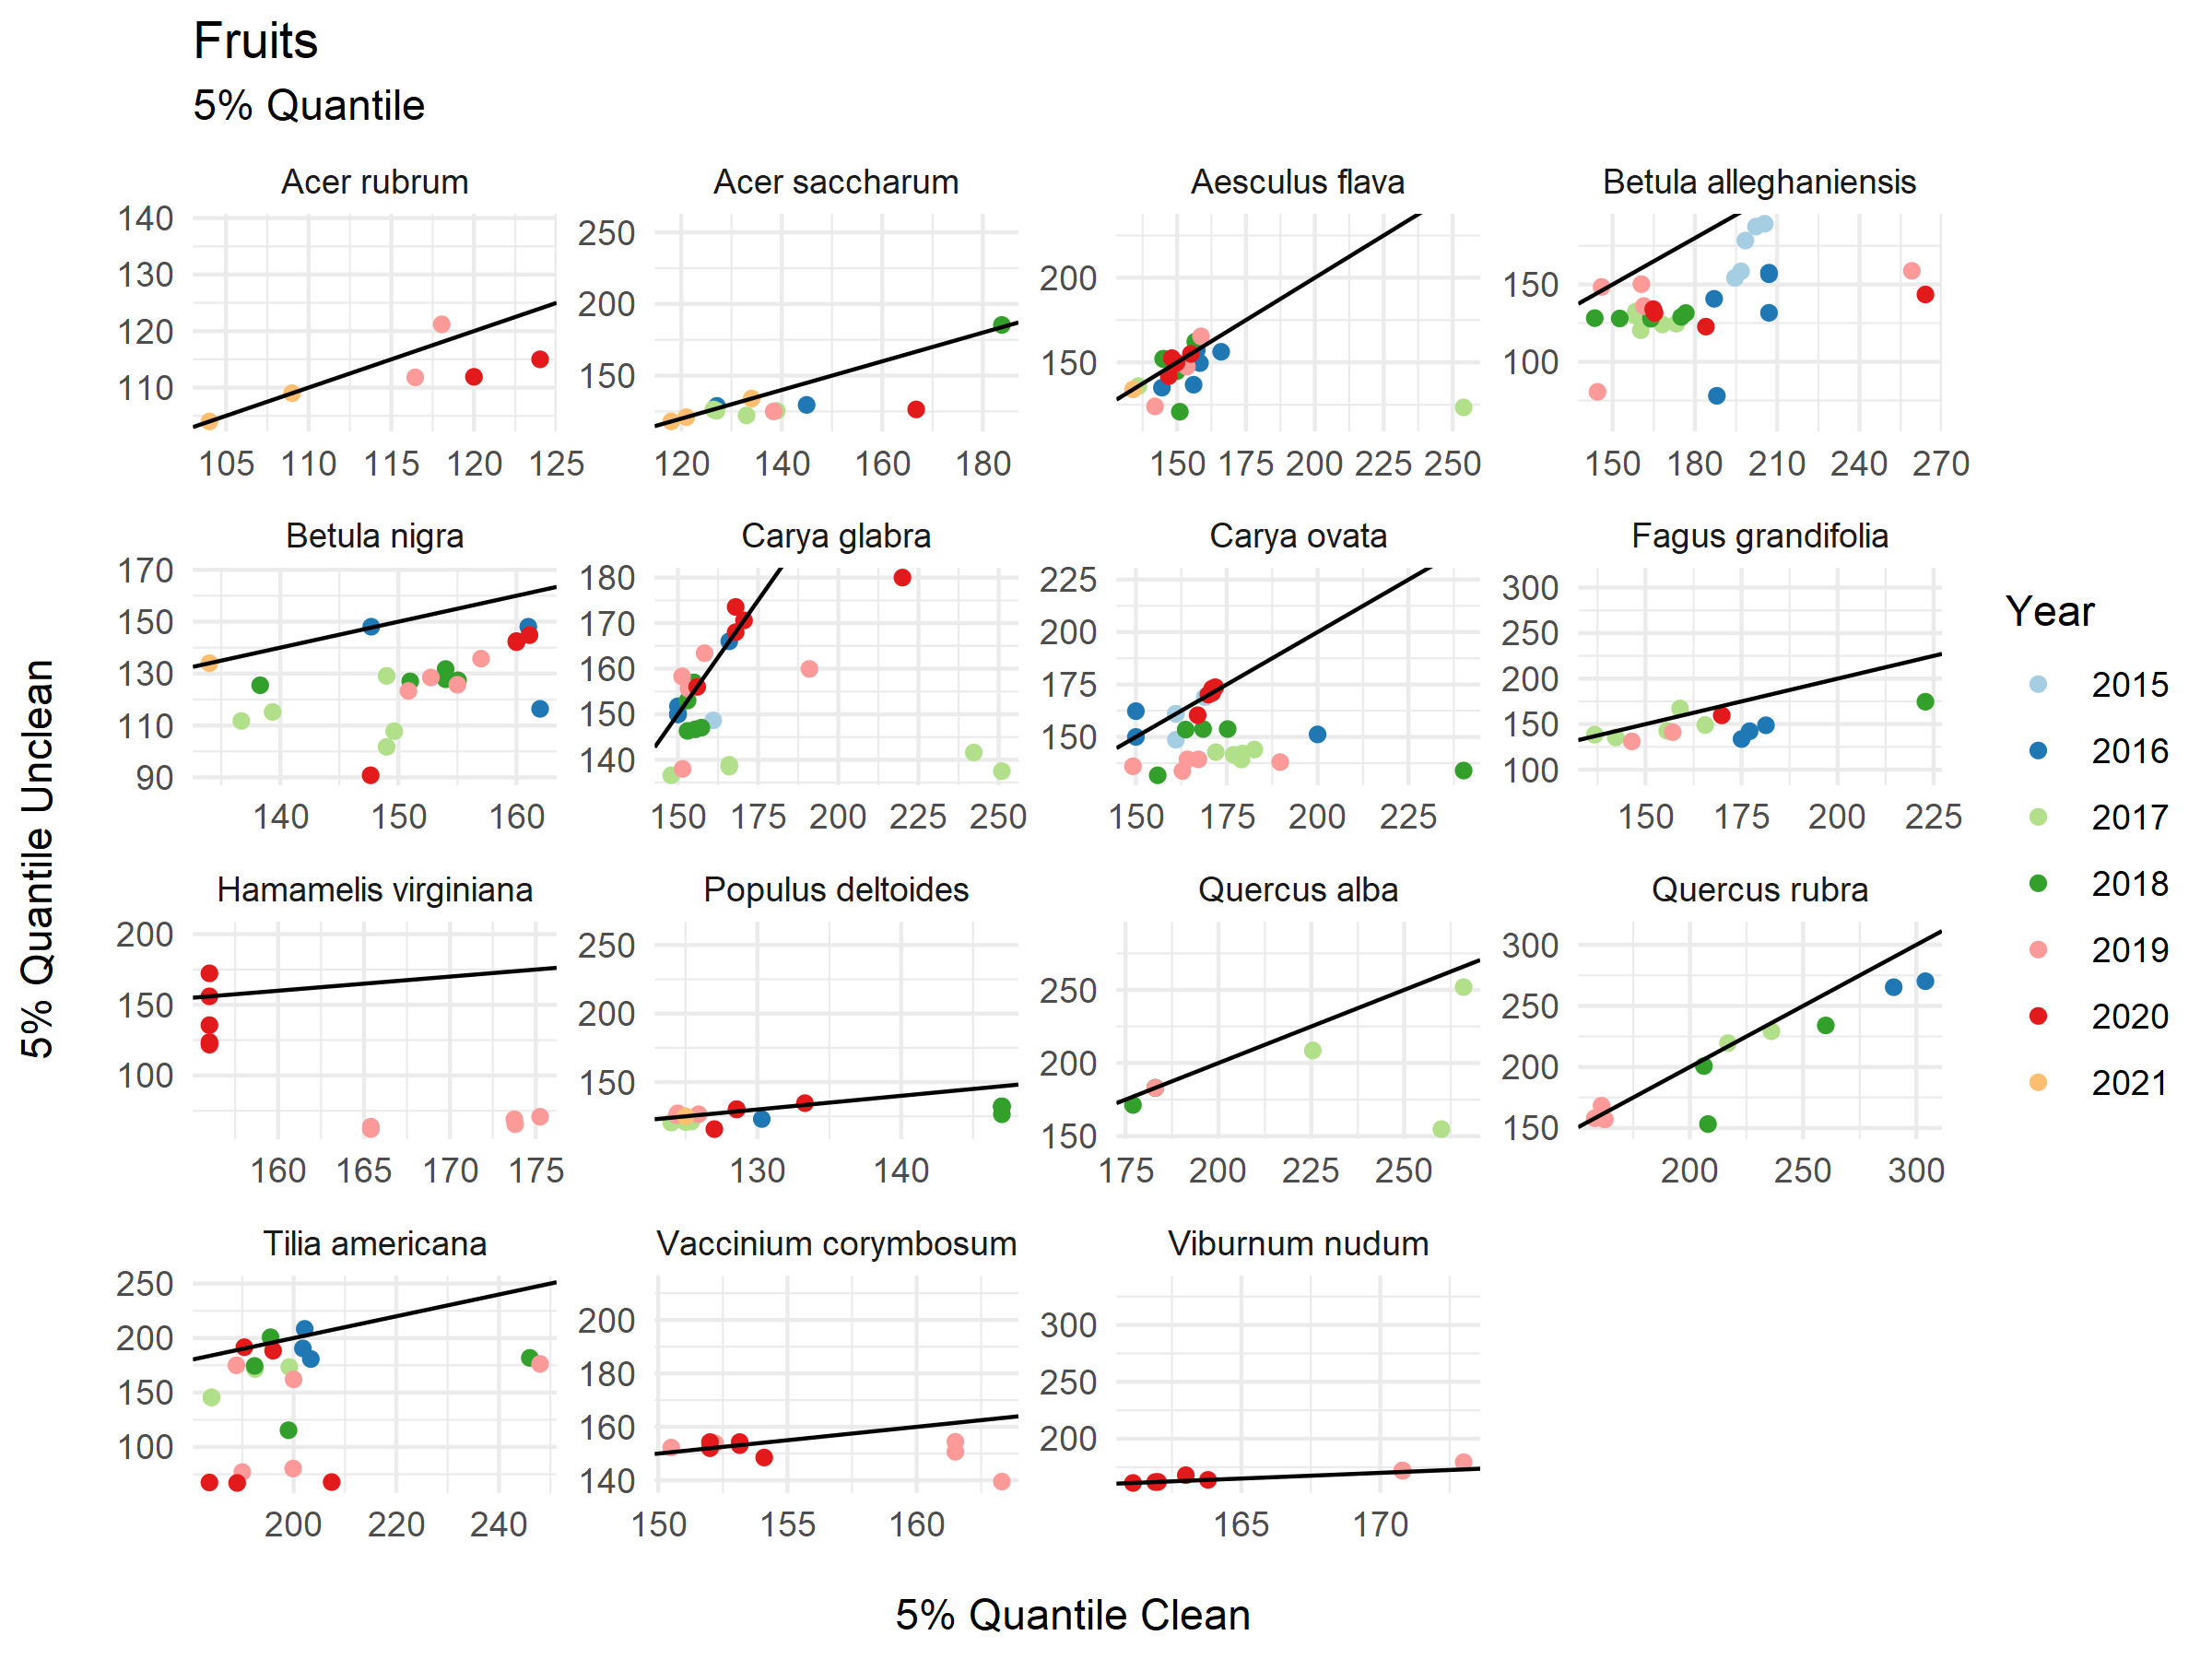 Fruits
5% Quantile
Acer rubrum
Acer saccharum
Aesculus flava
Betula alleghaniensis
140
130
120
110
250
200
150
200
150
150
100
105 110 115 120 125
120 140 160 180
150 175 200 225 250
150 180 210 240 270
Betula nigra
Carya glabra
Carya ovata
Fagus grandifolia
170
150
130
110
90
180
170
160
150
140
225
200
175
150
300
250
200
150
100
140 150 160
150 175 200 225 250
150 175 200 225
150 175 200 225
Hamamelis virginiana
Populus deltoides
Quercus alba
Quercus rubra
200
150
100
250
200
150
250
200
150
300
250
200
150
160 165 170 175
130 140
175 200 225 250
200 250 300
Tilia americana
Vaccinium corymbosum
Viburnum nudum
250
200
150
100
200
180
160
140
300
250
200
200 220 240
150 155 160
165 170
5% Quantile Unclean
5% Quantile Clean
Year
2015
2016
2017
2018
2019
2020
2021